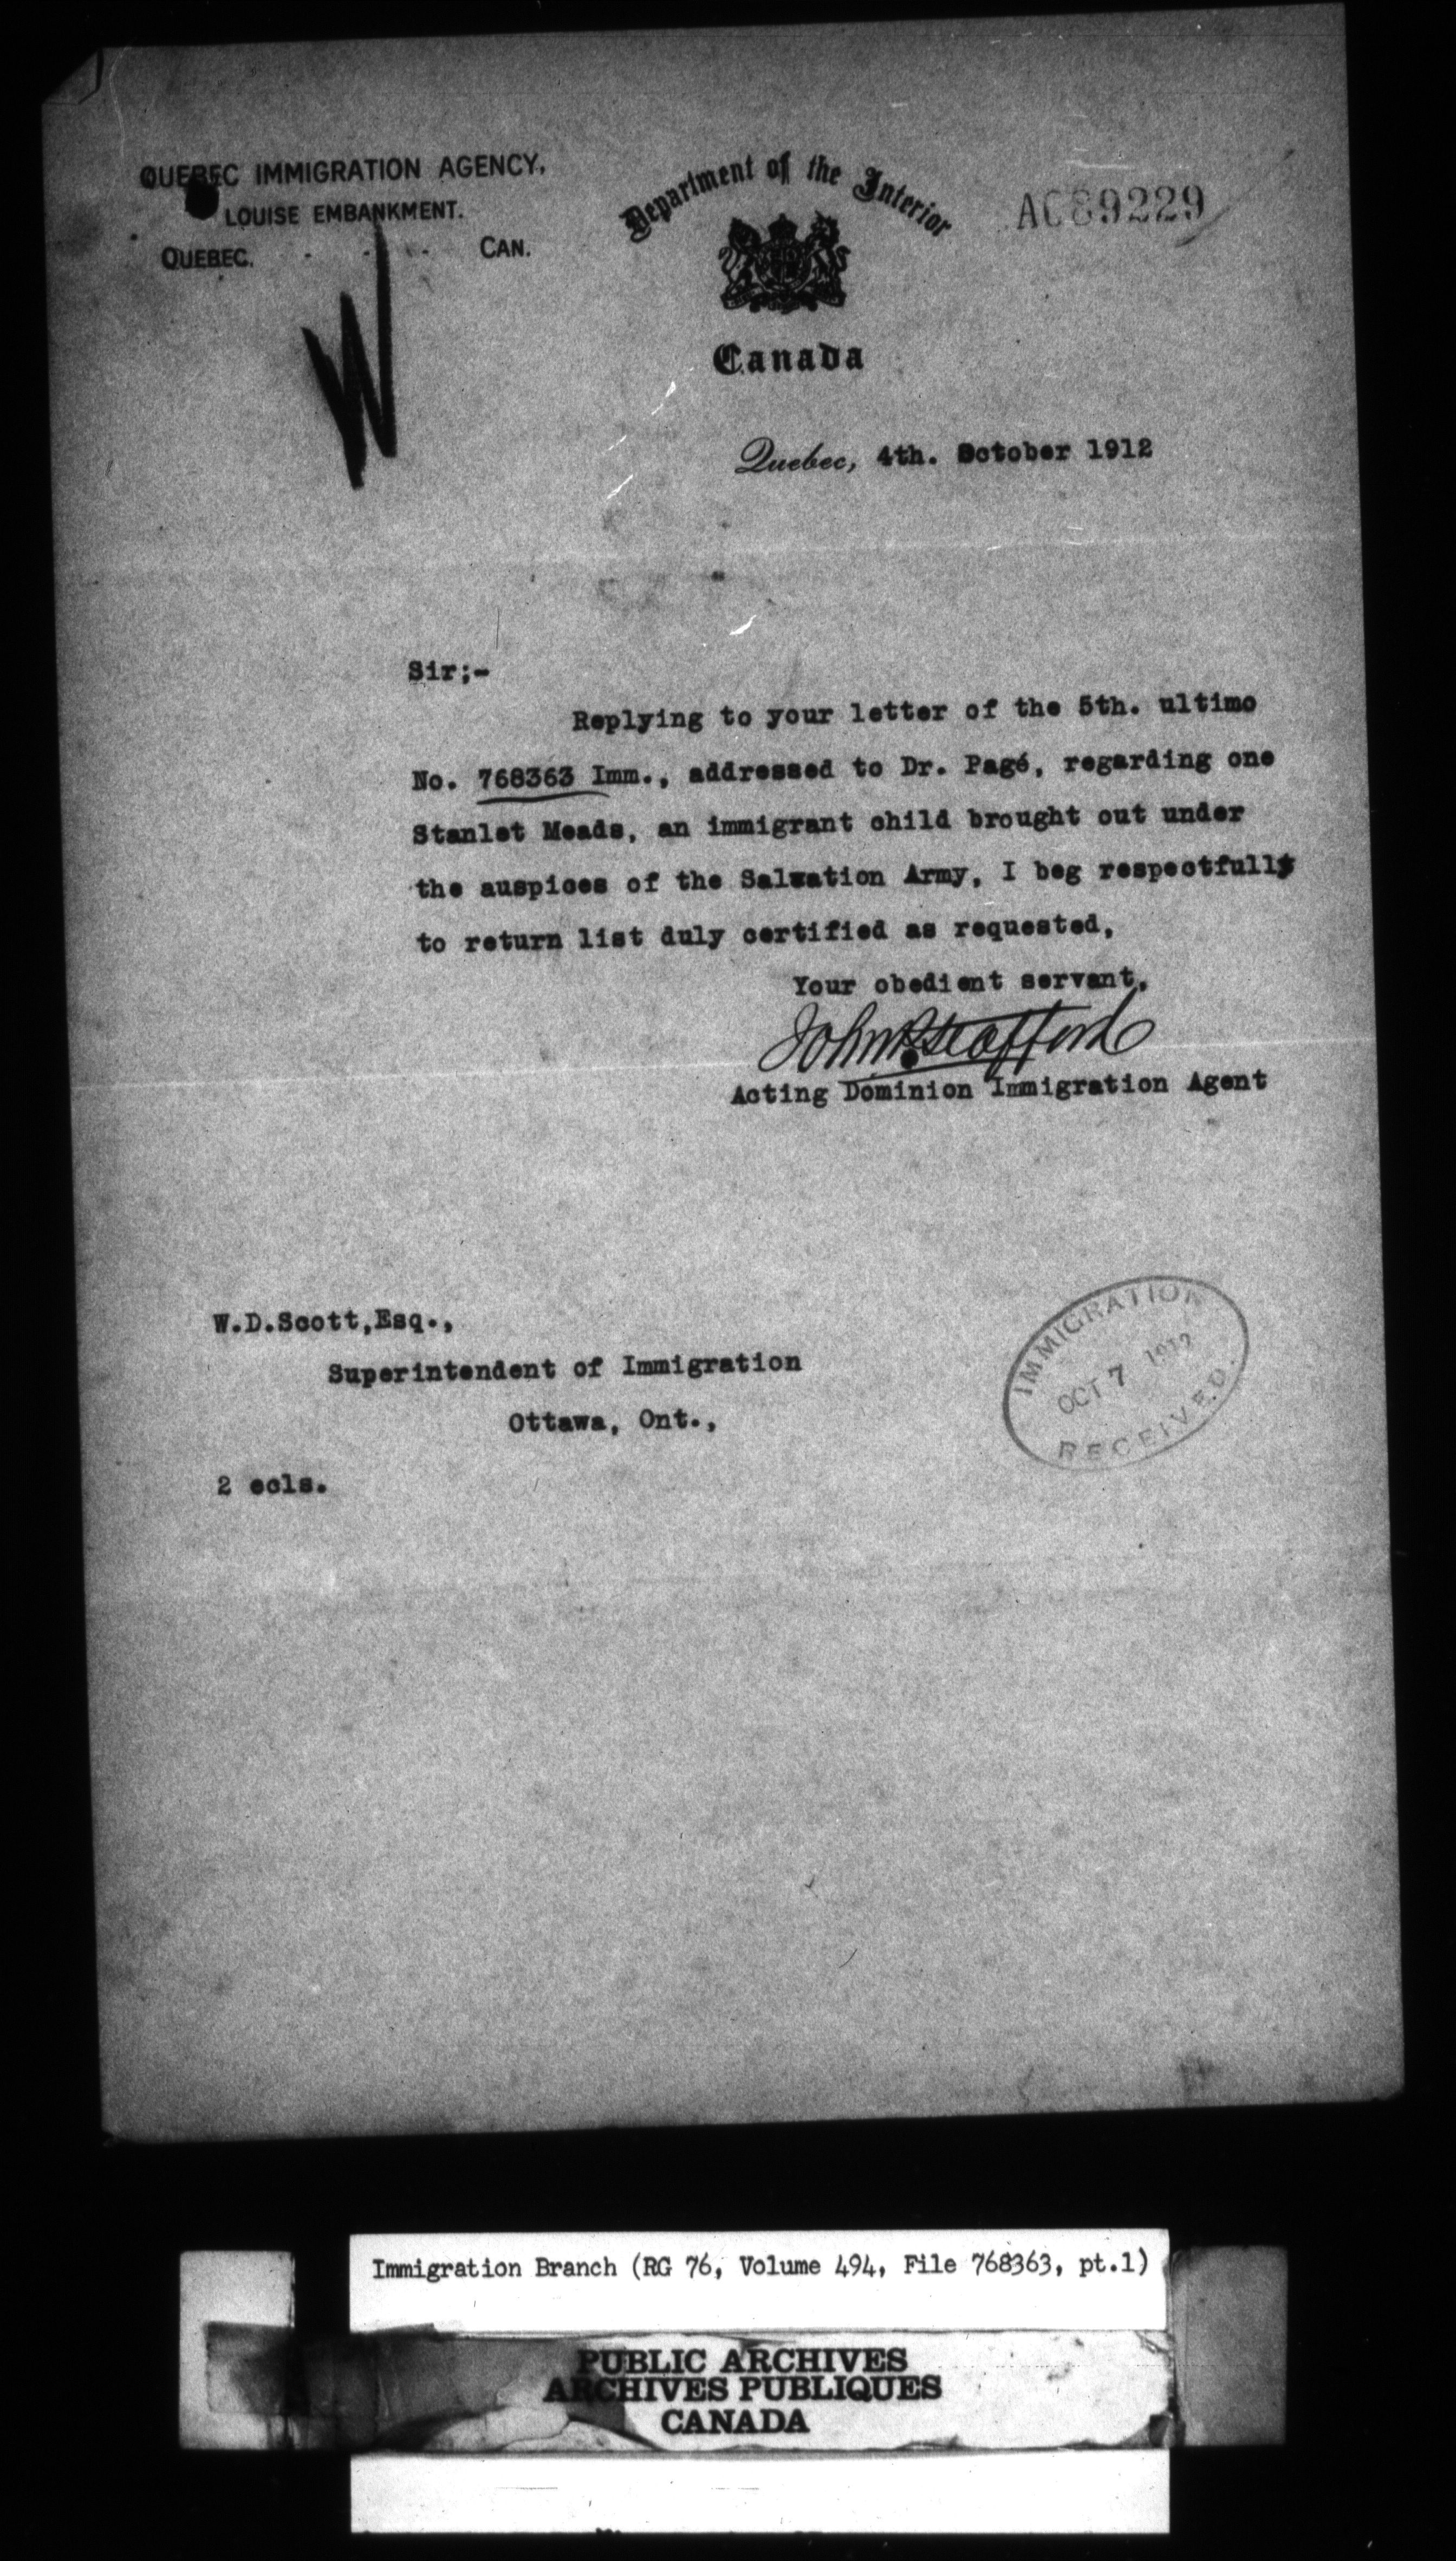 QUEBEC IMMIGRATION AGENCY,
LOUISE EMBANKMENT.
QUEBEC. - - - CAN.
Department of the Interior
AC89229
Canada
W
Quebec, 4th. October 1912
Sir;-
Replying to your letter of the 5th. ultimo
No. 768363 Imm., addressed to Dr. Pagé, regarding one
Stanlet Meads, an immigrant child brought out under
the auspices of the Salvation Army, I beg respectfully
to return list duly certified as requested,
Your obedient servant,
John P. Stafford
Acting Dominion Immigration Agent
W.D.Scott,Esq.,
Superintendent of Immigration
Ottawa, Ont.,
2 ecls.
IMMIGRATION
OCT 7 1912
RECEIVED.
Immigration Branch (RG 76, Volume 494, File 768363, pt.1)
PUBLIC ARCHIVES
ARCHIVES PUBLIQUES
CANADA